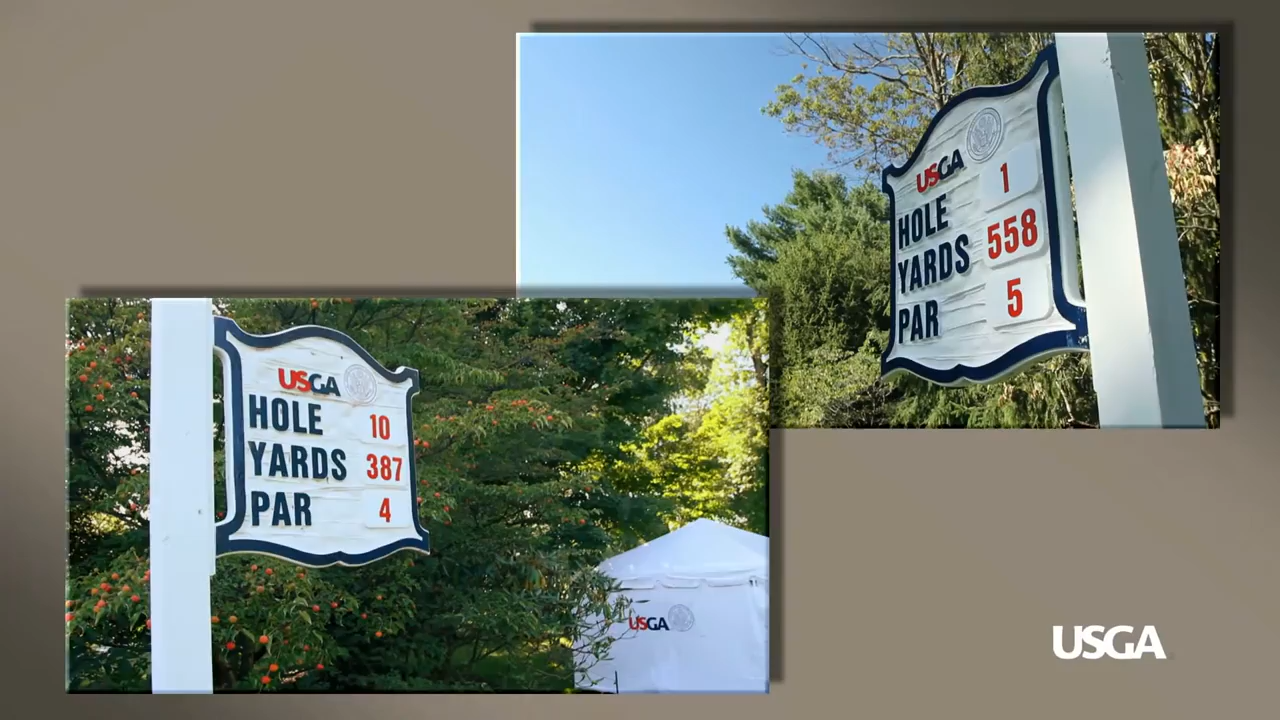 USGA
HOLE 1
YARDS 558
PAR 5
USGA
HOLE 10
YARDS 387
PAR 4
USGA
USGA